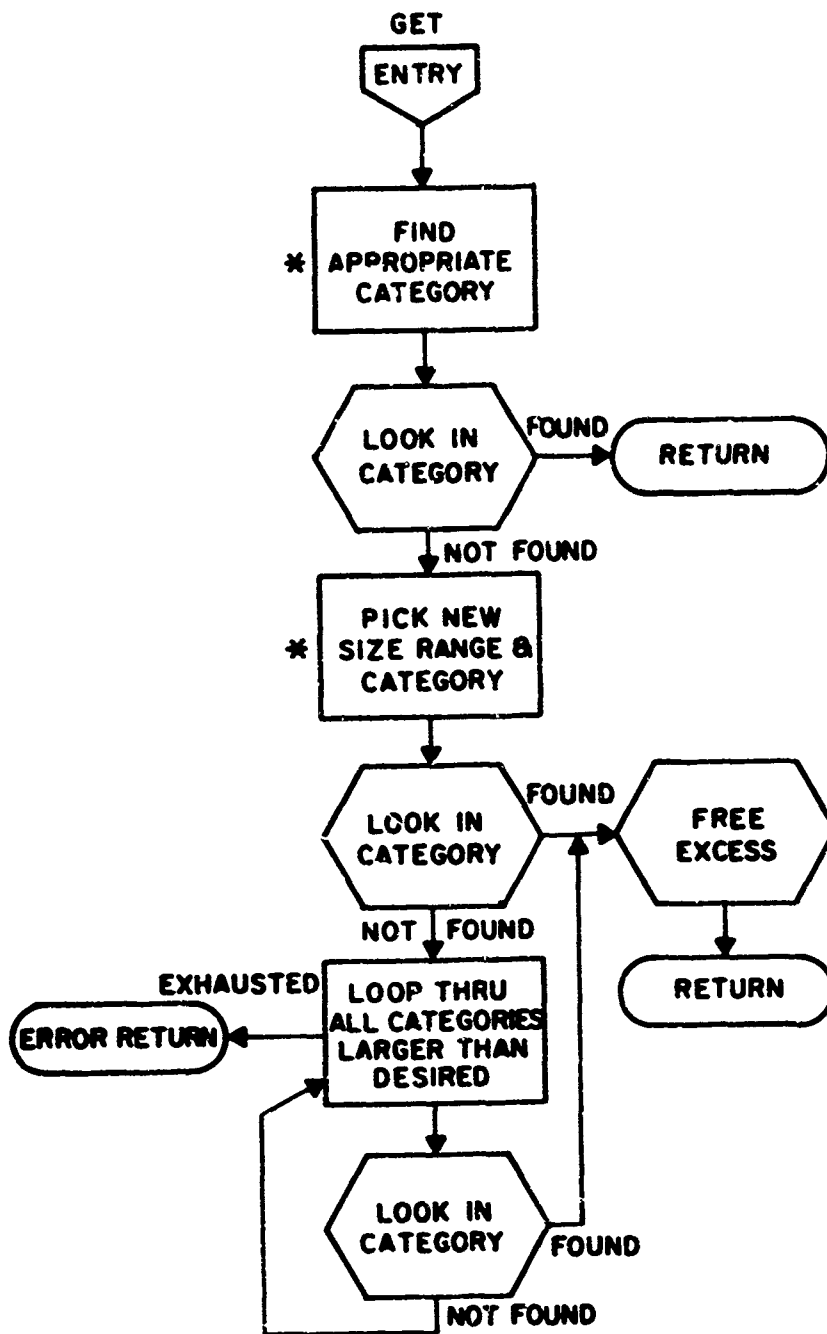 GET
ENTRY
* FIND
APPROPRIATE
CATEGORY
LOOK IN
CATEGORY
FOUND
RETURN
NOT FOUND
* PICK NEW
SIZE RANGE &
CATEGORY
LOOK IN
CATEGORY
FOUND
FREE
EXCESS
RETURN
NOT FOUND
EXHAUSTED
ERROR RETURN
LOOP THRU
ALL CATEGORIES
LARGER THAN
DESIRED
LOOK IN
CATEGORY
FOUND
NOT FOUND